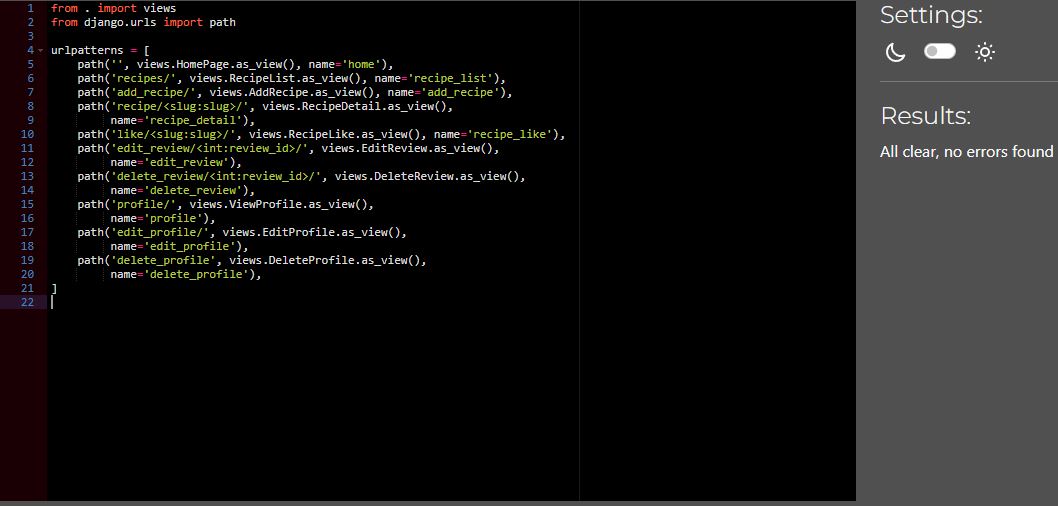 Settings:
Results:
All clear, no errors found
1 from . import views
2 from django.urls import path
3
4 urlpatterns = [
5     path('', views.HomePage.as_view(), name='home'),
6     path('recipes/', views.RecipeList.as_view(), name='recipe_list'),
7     path('add_recipe/', views.AddRecipe.as_view(), name='add_recipe'),
8     path('recipe/<slug:slug>/', views.RecipeDetail.as_view(),
9          name='recipe_detail'),
10     path('like/<slug:slug>/', views.RecipeLike.as_view(), name='recipe_like'),
11     path('edit_review/<int:review_id>/', views.EditReview.as_view(),
12          name='edit_review'),
13     path('delete_review/<int:review_id>/', views.DeleteReview.as_view(),
14          name='delete_review'),
15     path('profile/', views.ViewProfile.as_view(),
16          name='profile'),
17     path('edit_profile/', views.EditProfile.as_view(),
18          name='edit_profile'),
19     path('delete_profile', views.DeleteProfile.as_view(),
20          name='delete_profile'),
21 ]
22